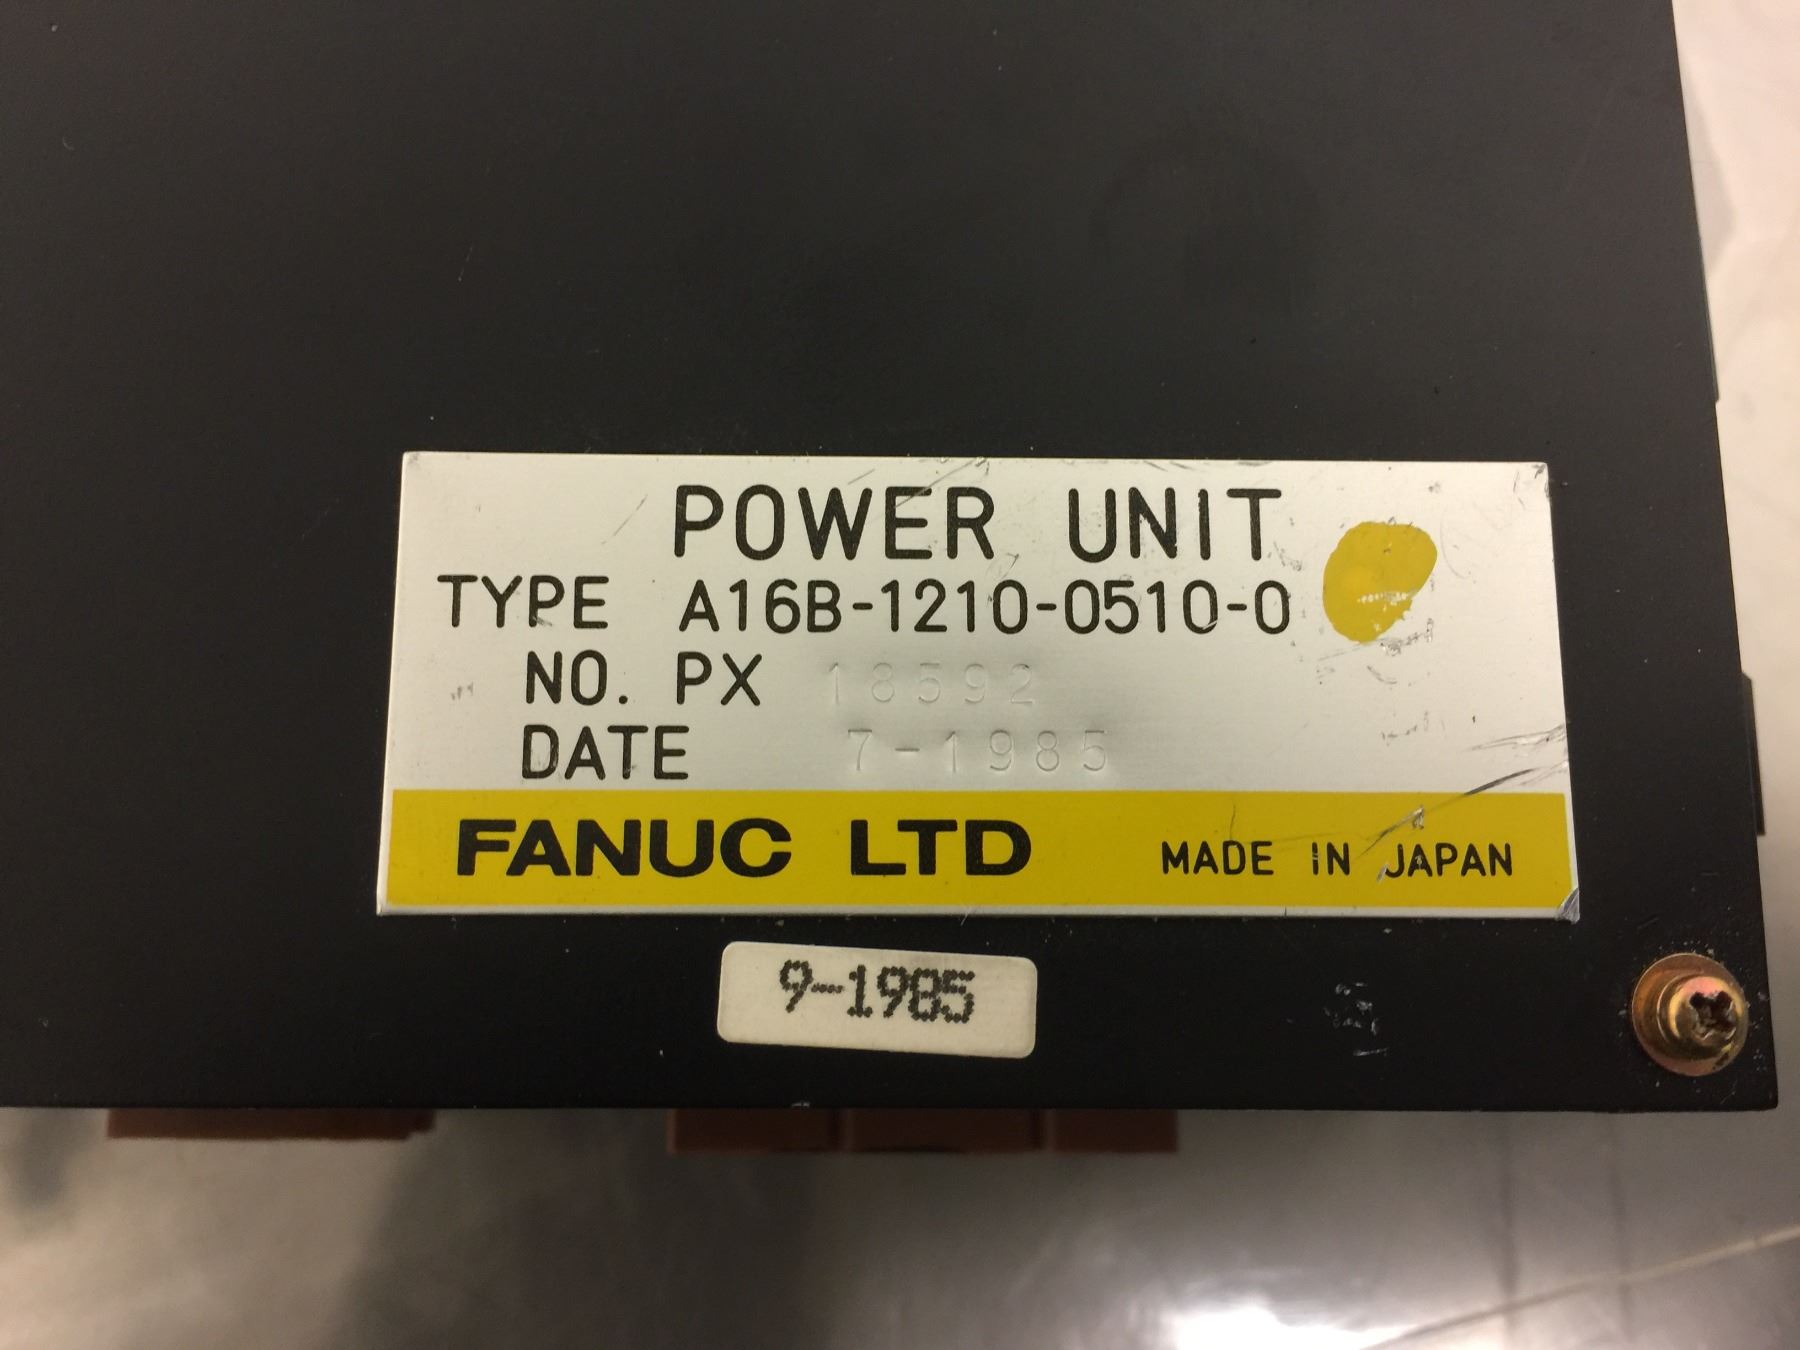 POWER UNIT
TYPE A16B-1210-0510-0
NO. PX 18592
DATE 7-1985
FANUC LTD MADE IN JAPAN
9-1985